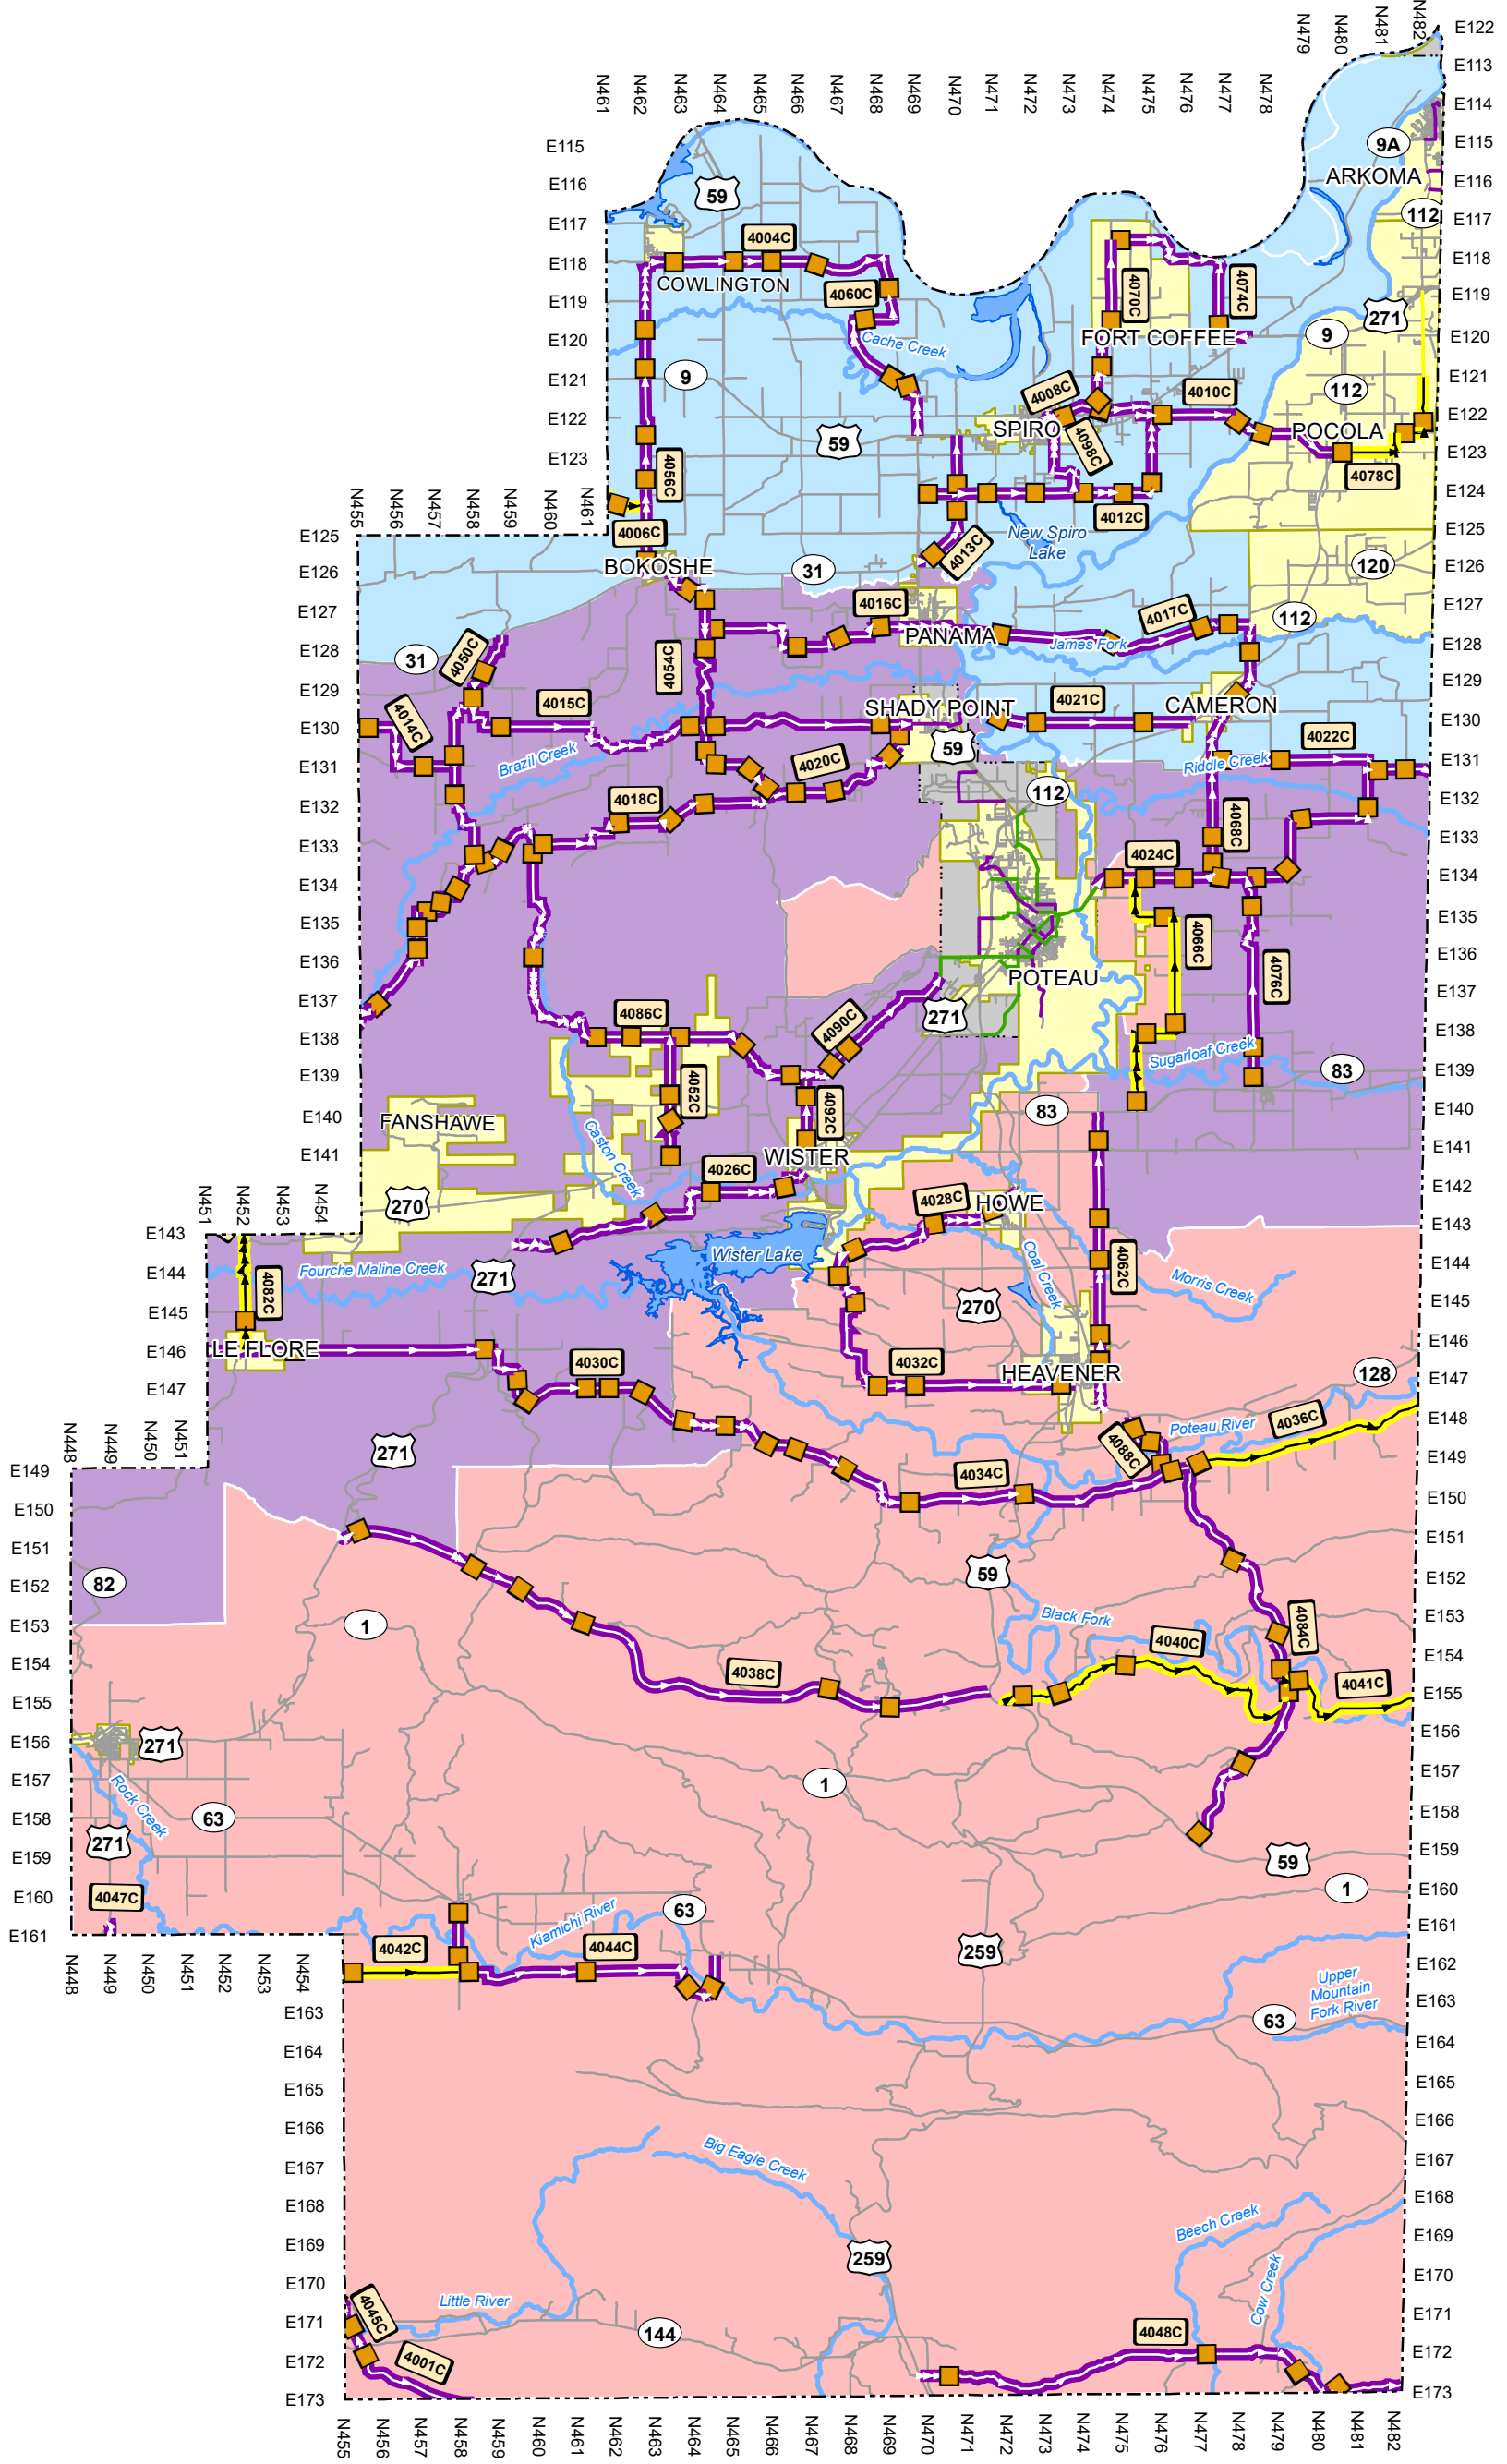 N479
N480
N481
N482
E122
E113
E114
E115
E116
E117
E118
E119
E120
E121
E122
E123
E124
E125
E126
E127
E128
E129
E130
E131
E132
E133
E134
E135
E136
E137
E138
E139
E140
E141
E142
E143
E144
E145
E146
E147
E148
E149
E150
E151
E152
E153
E154
E155
E156
E157
E158
E159
E160
E161
E162
E163
E164
E165
E166
E167
E168
E169
E170
E171
E172
E173
N461
N462
N463
N464
N465
N466
N467
N468
N469
N470
N471
N472
N473
N474
N475
N476
N477
N478
E115
E116
E117
E118
E119
E120
E121
E122
E123
N455
N456
N457
N458
N459
N460
N461
E125
E126
E127
E128
E129
E130
E131
E132
E133
E134
E135
E136
E137
E138
E139
E140
E141
N451
N452
N453
N454
E143
E144
E145
E146
E147
N448
N449
N450
N451
E149
E150
E151
E152
E153
E154
E155
E156
E157
E158
E159
E160
E161
N448
N449
N450
N451
N452
N453
N454
E163
E164
E165
E166
E167
E168
E169
E170
E171
E172
E173
N455
N456
N457
N458
N459
N460
N461
N462
N463
N464
N465
N466
N467
N468
N469
N470
N471
N472
N473
N474
N475
N476
N477
N478
N479
N480
N481
N482
9A
ARKOMA
112
59
4004C
COWLINGTON
4060C
Cache Creek
4070C
4074C
FORT COFFEE
271
9
112
9
59
4008C
4010C
SPIRO
4098C
POCOLA
4078C
4056C
4006C
4012C
New Spiro
Lake
4013C
BOKOSHE
31
120
112
4016C
PANAMA
4017C
James Fork
31
4050C
4054C
4014C
4015C
SHADY POINT
59
4021C
CAMERON
Brazil Creek
4020C
4022C
Riddle Creek
112
4018C
4068C
4024C
4066C
4076C
POTEAU
271
4086C
4090C
Sugarloaf Creek
83
4052C
4092C
83
FANSHAWE
Caston Creek
WISTER
4026C
270
4028C
HOWE
Wister Lake
Fourche Maline Creek
271
4082C
Coal Creek
4062C
Morris Creek
270
LE FLORE
4030C
4032C
HEAVENER
128
Poteau River
4036C
4088C
271
4034C
82
59
1
Black Fork
4040C
4084C
4038C
4041C
271
1
Rock Creek
63
271
59
1
4047C
63
Kiamichi River
4042C
4044C
259
Upper
Mountain
Fork River
63
Big Eagle Creek
Beech Creek
Cow Creek
259
Little River
4045C
144
4001C
4048C